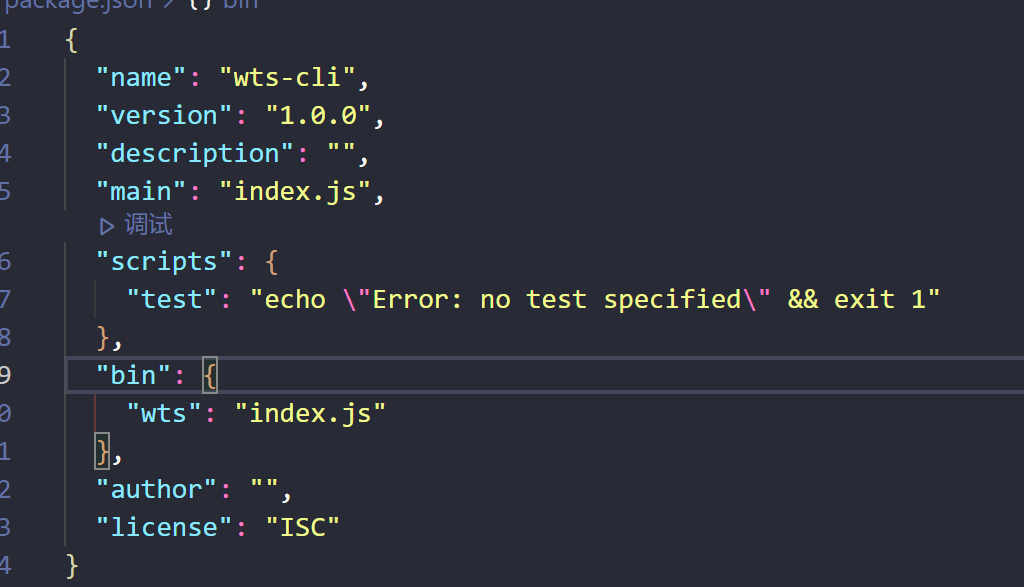 package.json > {} bin
1 {
2 "name": "wts-cli",
3 "version": "1.0.0",
4 "description": "",
5 "main": "index.js",
▷ 调试
6 "scripts": {
7 "test": "echo \"Error: no test specified\" && exit 1"
8 },
9 "bin": {
0 "wts": "index.js"
1 },
2 "author": "",
3 "license": "ISC"
4 }